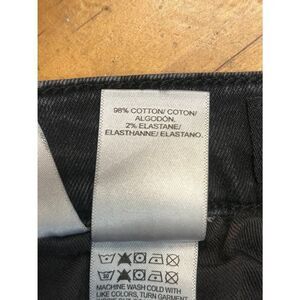 98% COTTON/ COTON/
ALGODÓN.
2% ELASTANE/
ELASTHANNE/ ELASTANO.
MACHINE WASH COLD WITH
LIKE COLORS, TURN GARMENT